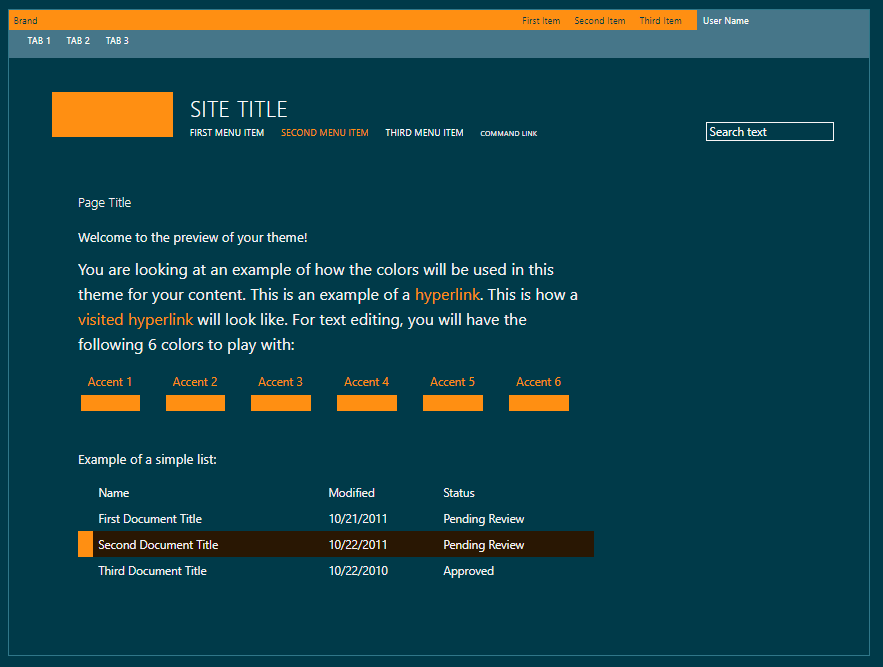 Brand First Item Second Item Third Item User Name
TAB 1 TAB 2 TAB 3
SITE TITLE
FIRST MENU ITEM SECOND MENU ITEM THIRD MENU ITEM COMMAND LINK
Search text
Page Title
Welcome to the preview of your theme!
You are looking at an example of how the colors will be used in this
theme for your content. This is an example of a hyperlink. This is how a
visited hyperlink will look like. For text editing, you will have the
following 6 colors to play with:
Accent 1 Accent 2 Accent 3 Accent 4 Accent 5 Accent 6
Example of a simple list:
Name Modified Status
First Document Title 10/21/2011 Pending Review
Second Document Title 10/22/2011 Pending Review
Third Document Title 10/22/2010 Approved